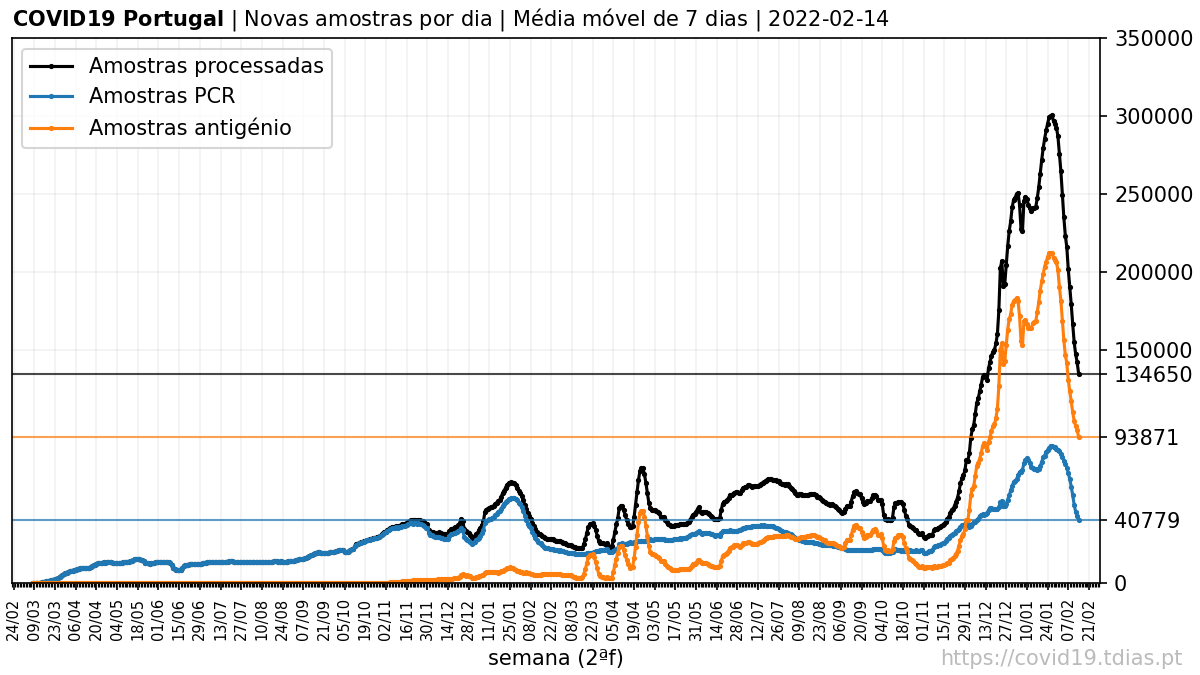 COVID19 Portugal | Novas amostras por dia | Média móvel de 7 dias | 2022-02-14
Amostras processadas
Amostras PCR
Amostras antigénio
350000
300000
250000
200000
150000
134650
93871
40779
0
24/02 09/03 23/03 06/04 20/04 04/05 18/05 01/06 15/06 29/06 13/07 27/07 10/08 24/08 07/09 21/09 05/10 19/10 02/11 16/11 30/11 14/12 28/12 11/01 25/01 08/02 22/02 08/03 22/03 05/04 19/04 03/05 17/05 31/05 14/06 28/06 12/07 26/07 09/08 23/08 06/09 20/09 04/10 18/10 01/11 15/11 29/11 13/12 27/12 10/01 24/01 07/02 21/02
semana (2ªf)
https://covid19.tdias.pt